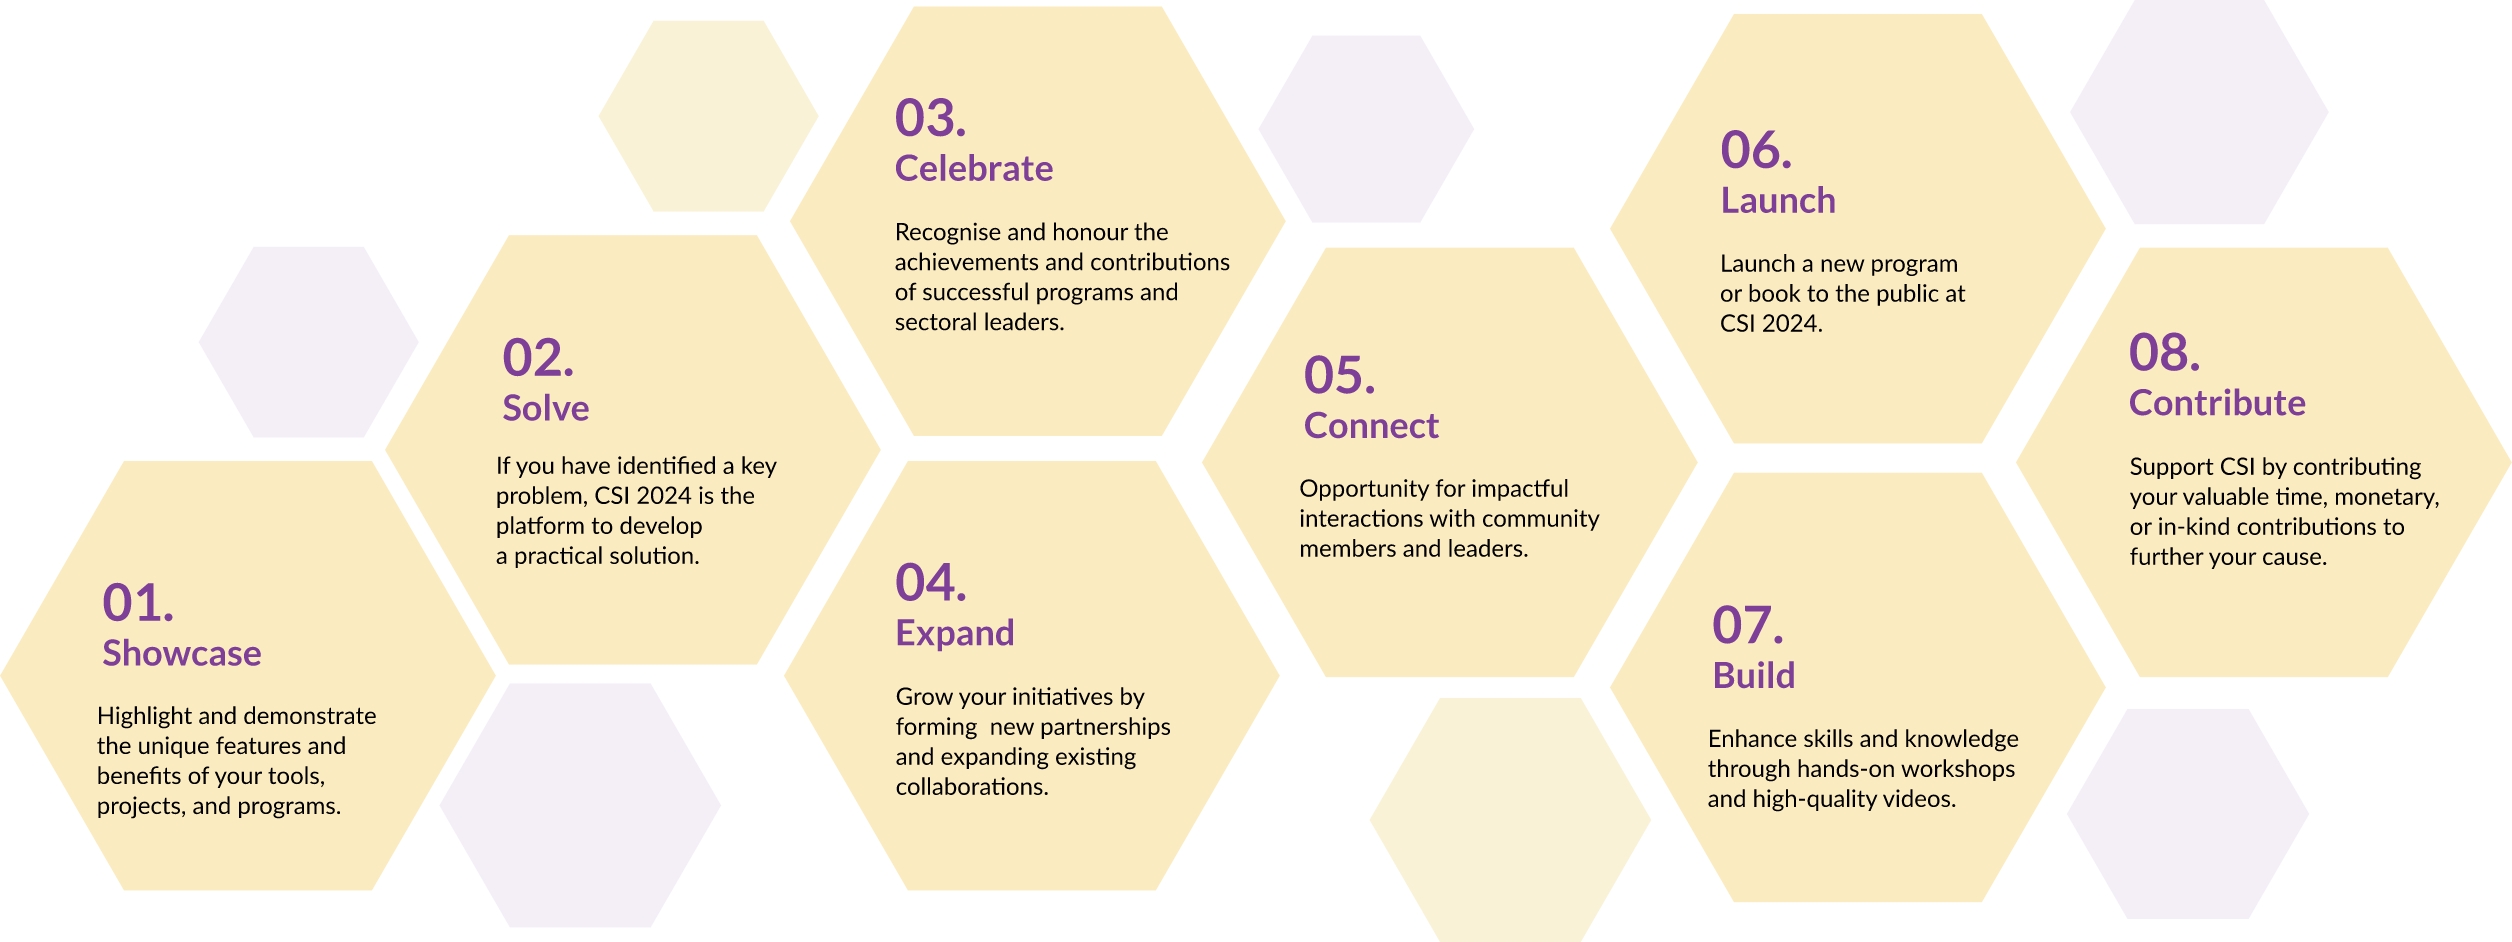 01.
Showcase
Highlight and demonstrate
the unique features and
benefits of your tools,
projects, and programs.
02.
Solve
If you have identified a key
problem, CSI 2024 is the
platform to develop
a practical solution.
03.
Celebrate
Recognise and honour the
achievements and contributions
of successful programs and
sectoral leaders.
04.
Expand
Grow your initiatives by
forming  new partnerships
and expanding existing
collaborations.
05.
Connect
Opportunity for impactful
interactions with community
members and leaders.
06.
Launch
Launch a new program
or book to the public at
CSI 2024.
07.
Build
Enhance skills and knowledge
through hands-on workshops
and high-quality videos.
08.
Contribute
Support CSI by contributing
your valuable time, monetary,
or in-kind contributions to
further your cause.